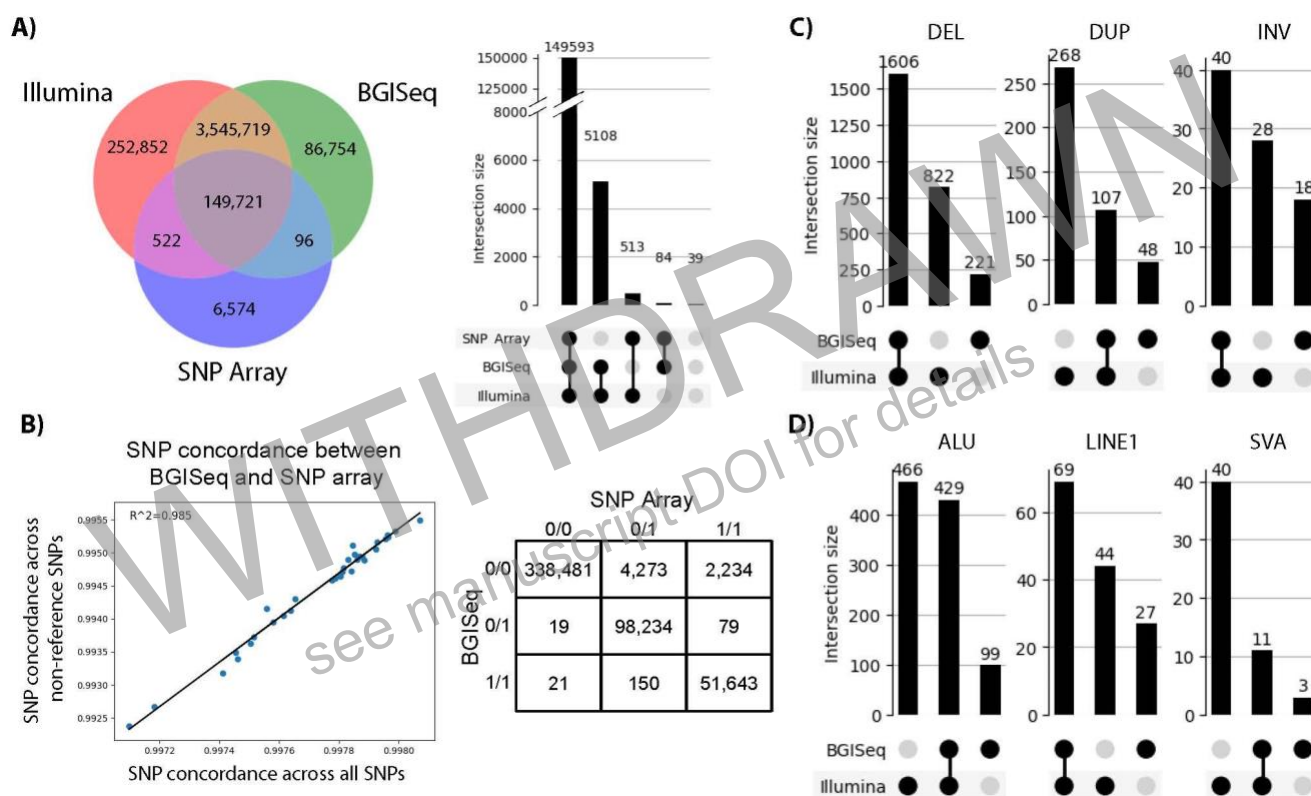 A)
Illumina
BGISeq
252,852
3,545,719
86,754
149,721
522
96
6,574
SNP Array
149593
150000
125000
8000
6000
4000
2000
0
Intersection size
5108
513
84
39
SNP Array
BGISeq
Illumina
B)
SNP concordance between
BGISeq and SNP array
R^2=0.985
SNP concordance across
non-reference SNPs
0.9955
0.9950
0.9945
0.9940
0.9935
0.9930
0.9925
0.9972
0.9974
0.9976
0.9978
0.9980
SNP concordance across all SNPs
SNP Array
0/0 0/1 1/1
BGISeq
0/0 338,481 4,273 2,234
0/1 19 98,234 79
1/1 21 150 51,643
C)
DEL
Intersection size
1500
1250
1000
750
500
250
0
1606
822
221
DUP
250
200
150
100
50
0
268
107
48
INV
40
30
20
10
0
40
28
18
BGISeq
Illumina
D)
ALU
Intersection size
400
300
200
100
0
466
429
99
LINE1
60
40
20
0
69
44
27
SVA
40
30
20
10
0
40
11
3
BGISeq
Illumina
WITHDRAWN
see manuscript DOI for details